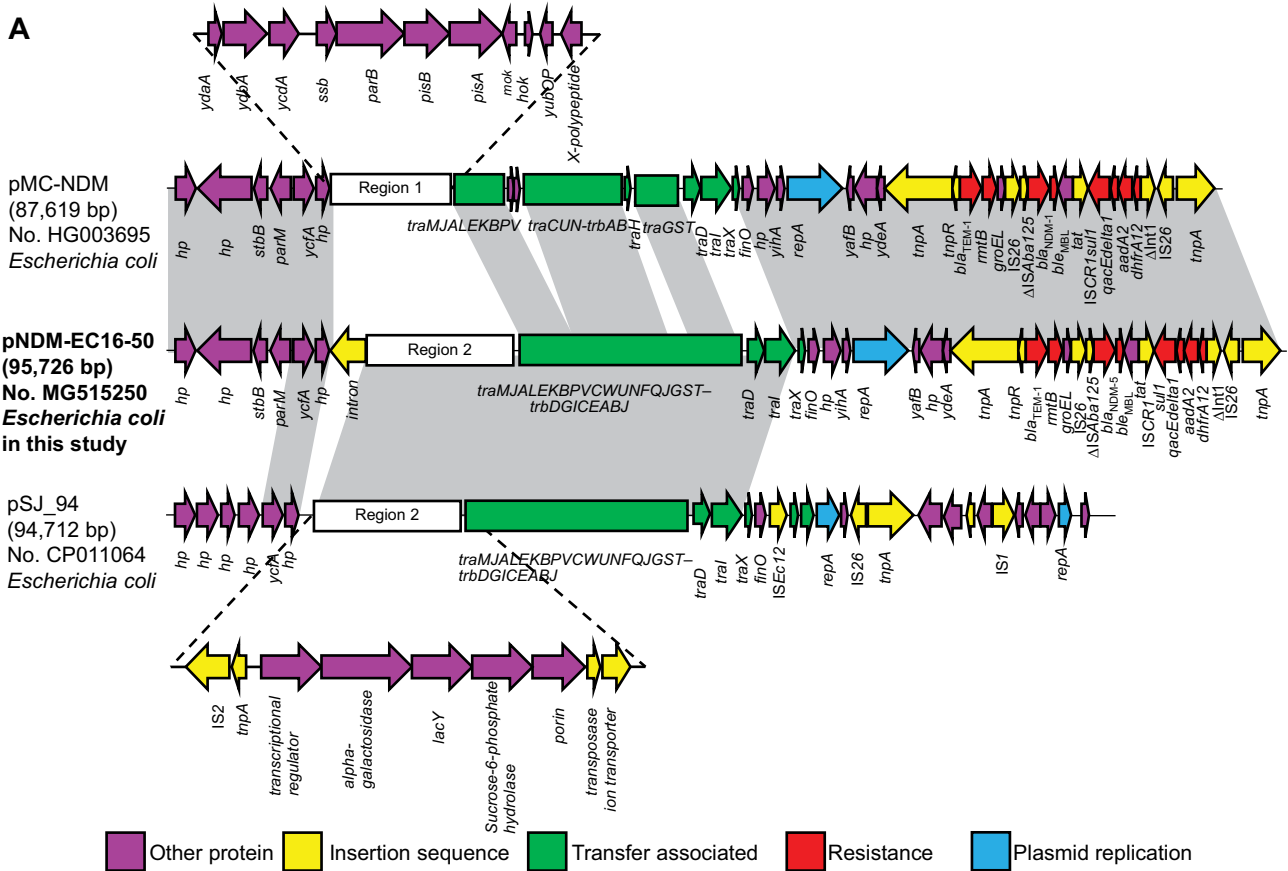 A
ydaA
ydbA
ycdA
ssb
parB
pisB
pisA
mok
hok
yubOP
X-polypeptide
pMC-NDM
(87,619 bp)
No. HG003695
Escherichia coli
Region 1
hp
hp
stbB
parM
ycfA
hp
traMJALEKBPV
traCUN-trbAB
traH
traGST
traD
traI
traX
finO
hp
yihA
repA
yafB
hp
ydeA
tnpA
tnpR
blaTEM-1
rmtB
groEL
IS26
ΔISAba125
blaNDM-1
bleMBL
tat
ISCR1
sul1
qacEdelta1
aadA2
dhfrA12
ΔInt1
IS26
tnpA
pNDM-EC16-50
(95,726 bp)
No. MG515250
Escherichia coli
in this study
Region 2
hp
hp
stbB
parM
ycfA
hp
intron
traMJALEKBPVCWUNFQJGST–
trbDGICEABJ
traD
traI
traX
finO
hp
yihA
repA
yafB
hp
ydeA
tnpA
tnpR
blaTEM-1
rmtB
groEL
IS26
ΔISAba125
blaNDM-5
bleMBL
tat
ISCR1
sul1
qacEdelta1
aadA2
dhfrA12
ΔInt1
IS26
tnpA
pSJ_94
(94,712 bp)
No. CP011064
Escherichia coli
Region 2
hp
hp
hp
hp
ycfA
hp
traMJALEKBPVCWUNFQJGST–
trbDGICEABJ
traD
traI
traX
finO
ISEc12
repA
IS26
tnpA
IS1
repA
IS2
tnpA
transcriptional
regulator
alpha-
galactosidase
lacY
Sucrose-6-phosphate
hydrolase
porin
transposase
ion transporter
Other protein
Insertion sequence
Transfer associated
Resistance
Plasmid replication